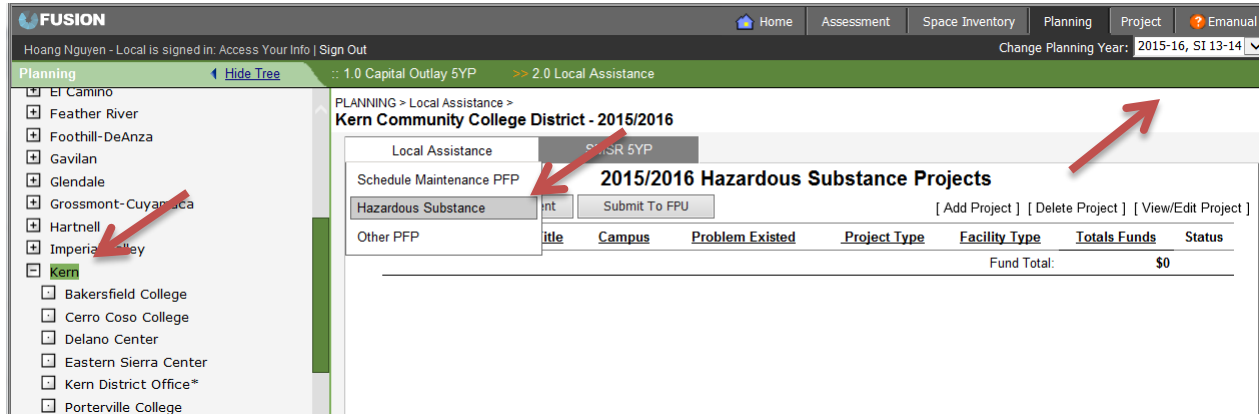 FUSION
Home Assessment Space Inventory Planning Project Emanual
Hoang Nguyen - Local is signed in: Access Your Info | Sign Out
Change Planning Year: 2015-16, SI 13-14
Planning Hide Tree :: 1.0 Capital Outlay 5YP >> 2.0 Local Assistance
El Camino
Feather River
Foothill-DeAnza
Gavilan
Glendale
Grossmont-Cuyamaca
Hartnell
Imperial Valley
Kern
Bakersfield College
Cerro Coso College
Delano Center
Eastern Sierra Center
Kern District Office*
Porterville College
PLANNING > Local Assistance >
Kern Community College District - 2015/2016
Local Assistance SMSR 5YP
Schedule Maintenance PFP
Hazardous Substance
Other PFP
2015/2016 Hazardous Substance Projects
ent Submit To FPU [ Add Project ] [ Delete Project ] [ View/Edit Project ]
Title Campus Problem Existed Project Type Facility Type Totals Funds Status
Fund Total: $0